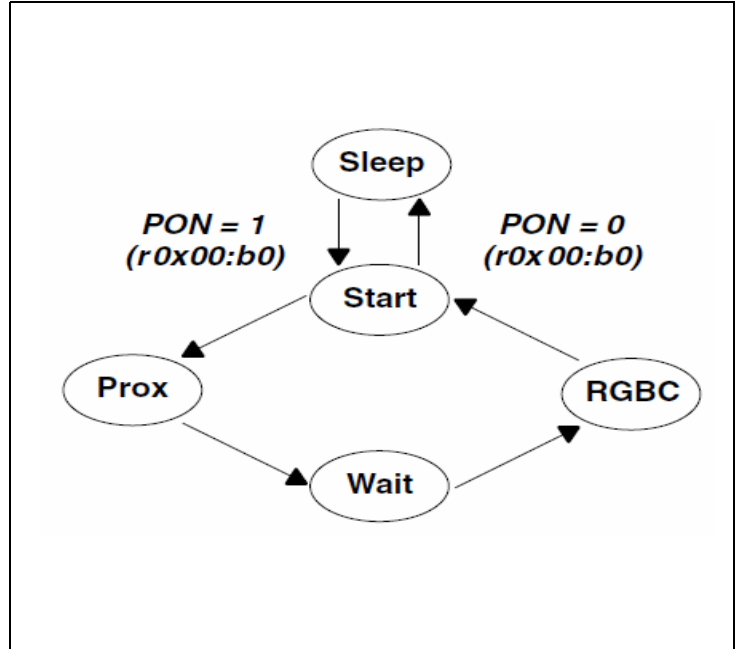 Sleep
PON = 1
(r0x00:b0)
PON = 0
(r0x00:b0)
Start
Prox
RGBC
Wait